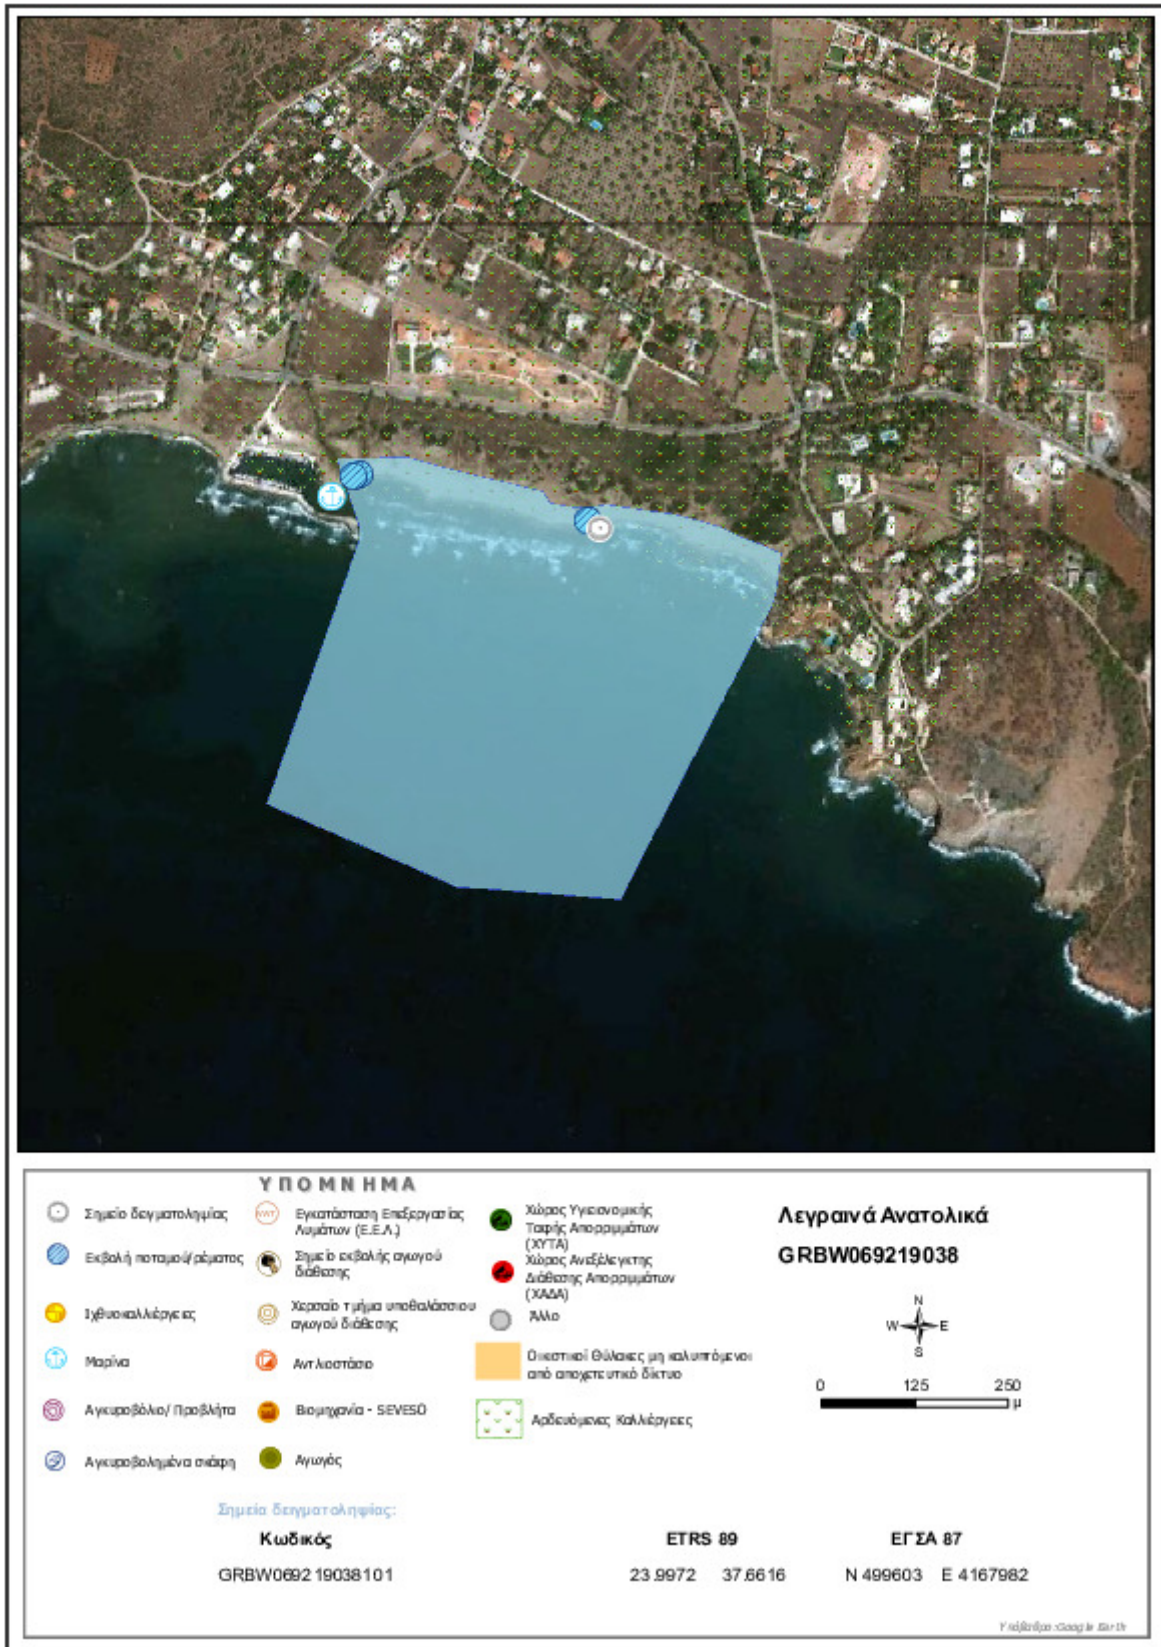 ΥΠΟΜΝΗΜΑ
Σημείο δειγματοληψίας
Εκβολή ποταμού/ρέματος
Ιχθυοκαλλιέργειες
Μαρίνα
Αγκυροβόλιο/ Προβλήτα
Αγκυροβολημένα σκάφη
Εγκατάσταση Επεξεργασίας
Λυμάτων (Ε.Ε.Λ.)
Σημείο εκβολής αγωγού
διάθεσης
Χερσαίο τμήμα υποθαλάσσιου
αγωγού διάθεσης
Αντλιοστάσιο
Βιομηχανία - SEVESO
Αγωγός
Χώρος Υγειονομικής
Ταφής Απορριμμάτων
(ΧΥΤΑ)
Χώρος Ανεξέλεγκτης
Διάθεσης Απορριμμάτων
(ΧΑΔΑ)
Άλλο
Οικιστικοί Θύλακες μη καλυπτόμενοι
από αποχετευτικό δίκτυο
Αρδευόμενες Καλλιέργειες
Λεγραινά Ανατολικά
GRBW069219038
N
W E
S
0 125 250
μ
Σημεία δειγματοληψίας:
Κωδικός ETRS 89 ΕΓΣΑ 87
GRBW069219038101 23.9972 37.6616 N 499603 E 4167982
Υπόβαθρο:Google Earth